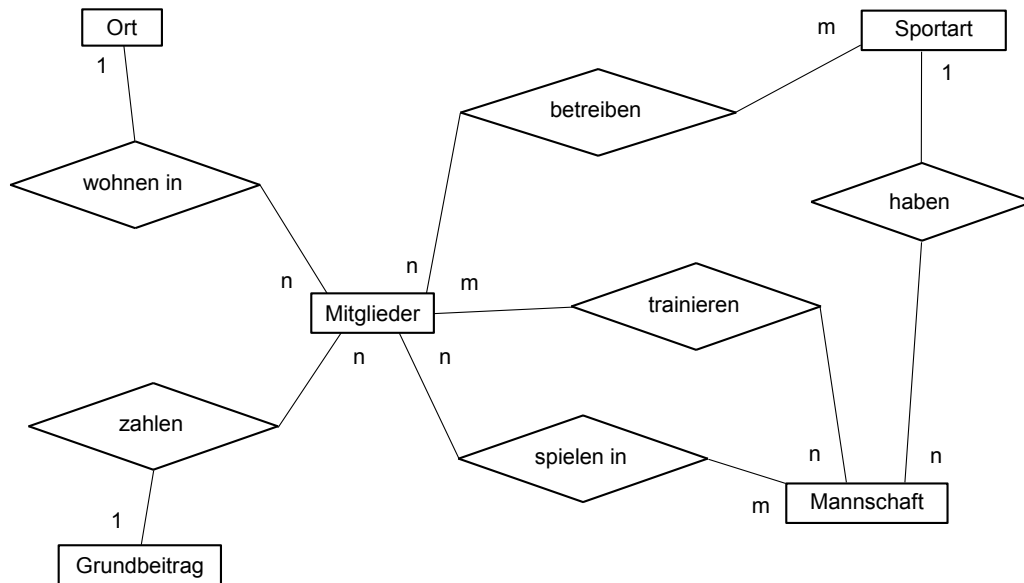 Ort
1
m
Sportart
1
betreiben
wohnen in
haben
n
n
m
Mitglieder
trainieren
n
n
zahlen
spielen in
n
n
m
Mannschaft
1
Grundbeitrag